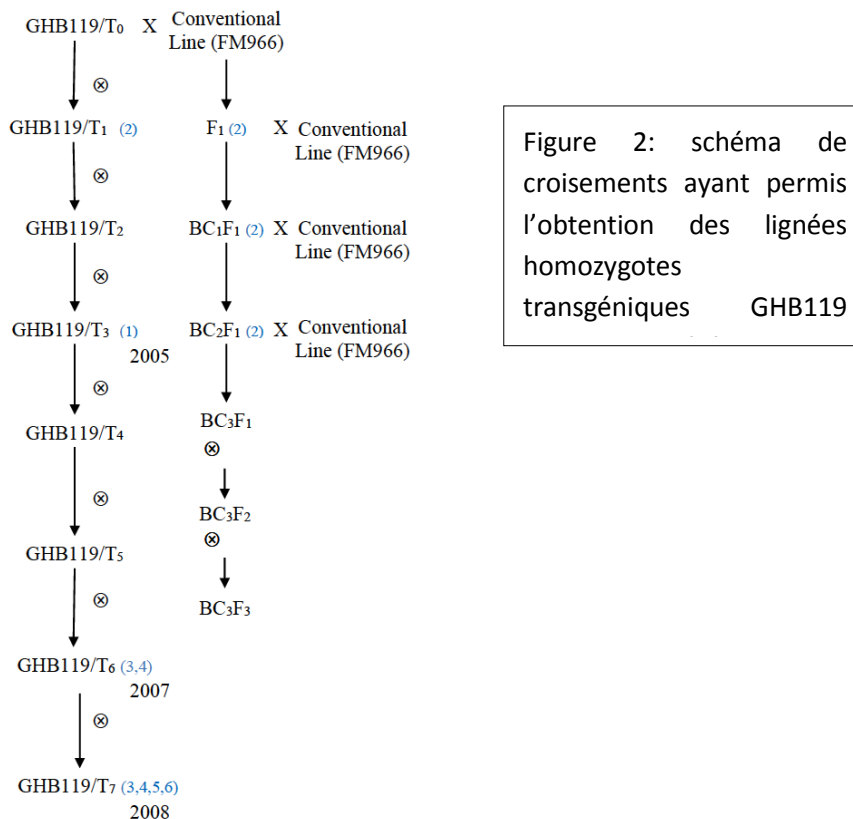 GHB119/T0 X Conventional
Line (FM966)
⊗
GHB119/T1 (2) F1 (2) X Conventional
Line (FM966)
⊗
GHB119/T2 BC1F1 (2) X Conventional
Line (FM966)
⊗
GHB119/T3 (1) BC2F1 (2) X Conventional
2005 Line (FM966)
⊗
GHB119/T4 BC3F1
⊗
⊗ BC3F2
⊗
GHB119/T5
⊗ BC3F3
GHB119/T6 (3,4)
2007
⊗
GHB119/T7 (3,4,5,6)
2008
Figure 2: schéma de
croisements ayant permis
l'obtention des lignées
homozygotes
transgéniques GHB119